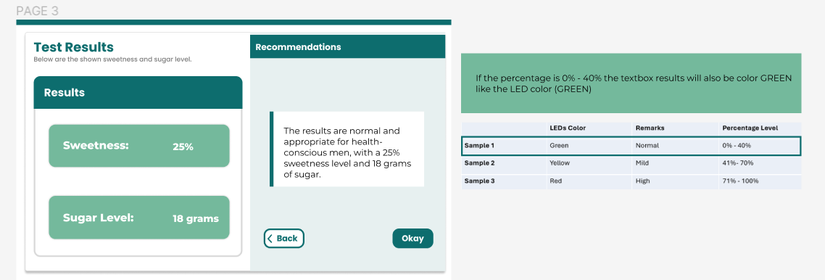 PAGE 3
Test Results
Below are the shown sweetness and sugar level.
Results
Sweetness: 25%
Sugar Level: 18 grams
Recommendations
The results are normal and
appropriate for health-
conscious men, with a 25%
sweetness level and 18 grams
of sugar.
Back
Okay
If the percentage is 0% - 40% the textbox results will also be color GREEN
like the LED color (GREEN)
LEDs Color Remarks Percentage Level
Sample 1 Green Normal 0% - 40%
Sample 2 Yellow Mild 41%- 70%
Sample 3 Red High 71% - 100%